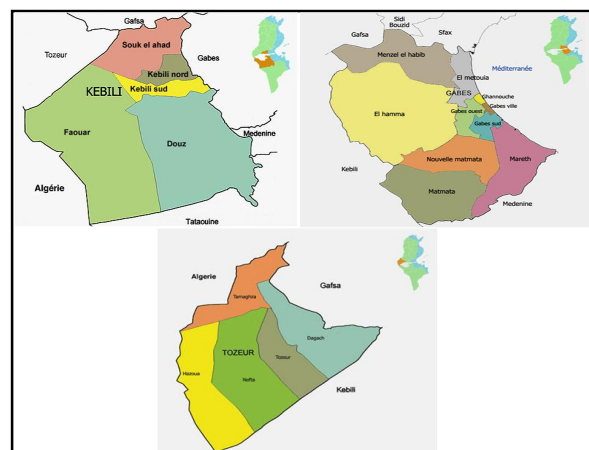 Gafsa
Tozeur
Souk el ahad
Gabes
Kebili nord
KEBILI
Kebili sud
Faouar
Douz
Medenine
Algérie
Tataouine
Sidi
Bouzid
Gafsa
Sfax
Menzel el habib
Méditerranée
El metouia
GABES
Ghannouche
Gabes ville
Gabes ouest
El hamma
Gabes sud
Nouvelle matmata
Mareth
Kebili
Matmata
Medenine
Algerie
Gafsa
Tamaghza
Dagach
TOZEUR
Tozeur
Hazoua
Nefta
Kebili